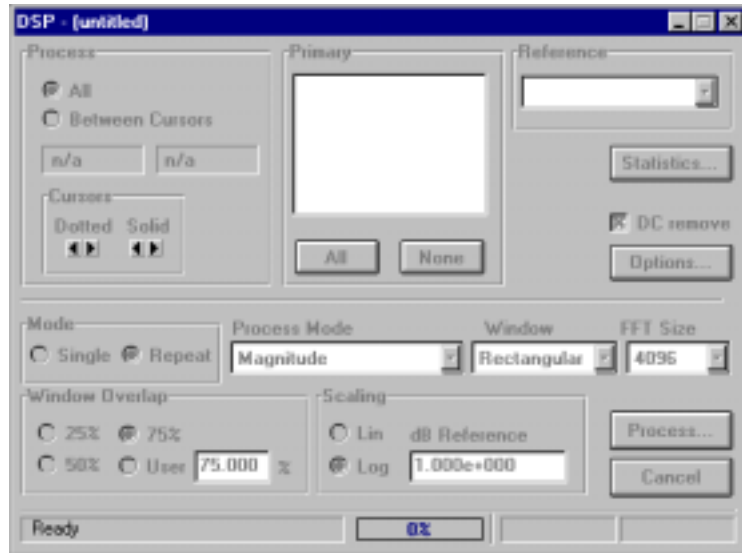 DSP - (untitled)
Process
All
Between Cursors
n/a
n/a
Cursors
Dotted Solid
Primary
All
None
Reference
Statistics...
DC remove
Options...
Mode
Single
Repeat
Process Mode
Magnitude
Window
Rectangular
FFT Size
4096
Window Overlap
25%
75%
50%
User
75.000
%
Scaling
Lin
Log
dB Reference
1.000e+000
Process...
Cancel
Ready
0%